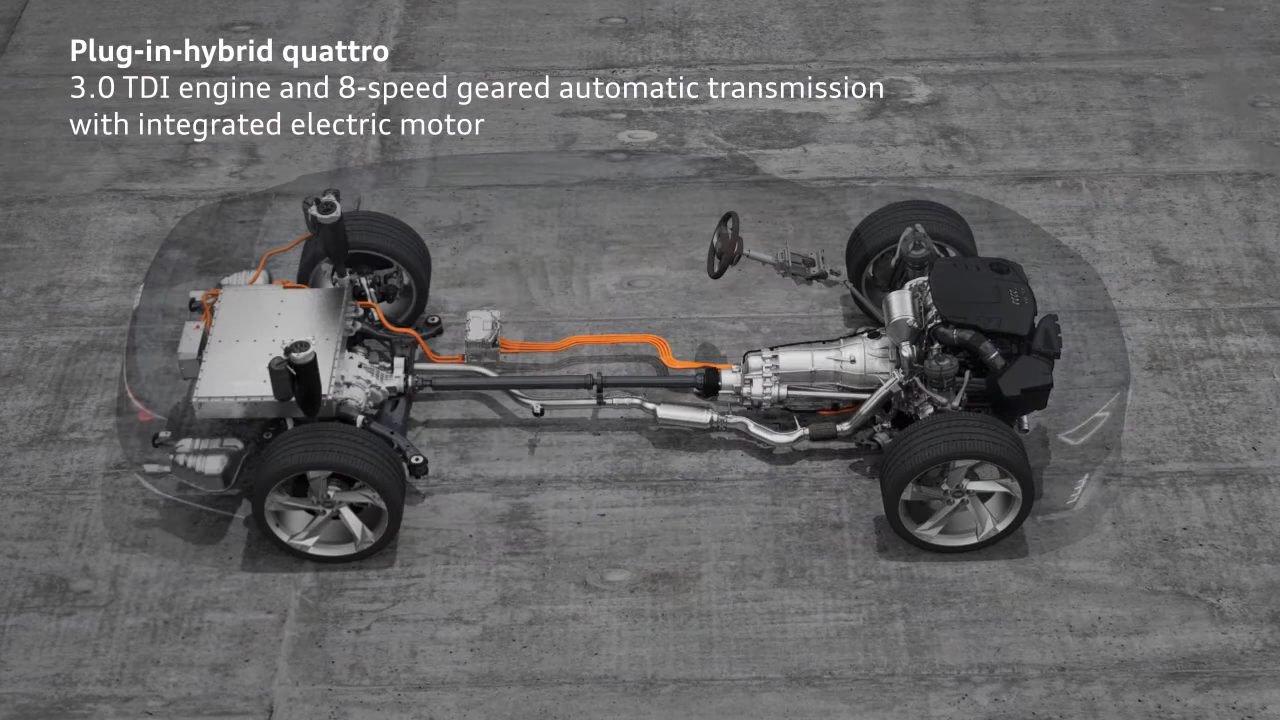 Plug-in-hybrid quattro
3.0 TDI engine and 8-speed geared automatic transmission
with integrated electric motor